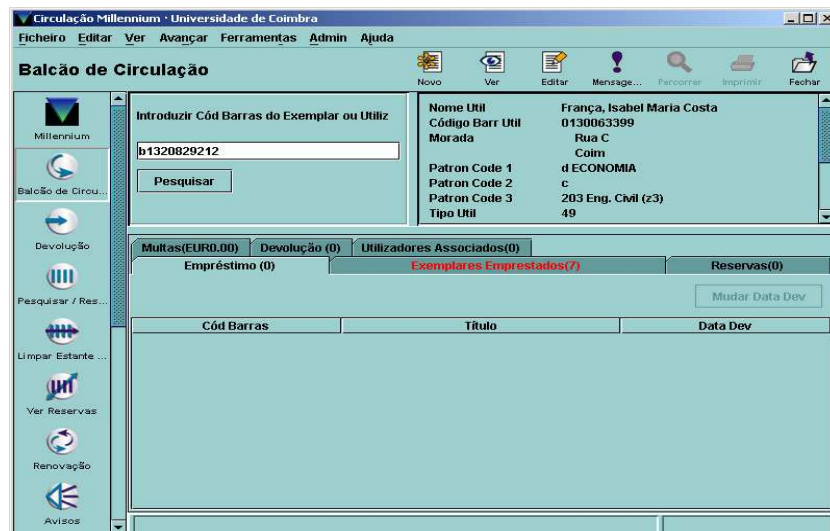 Circulação Millennium · Universidade de Coimbra
Ficheiro Editar Ver Avançar Ferramentas Admin Ajuda
Balcão de Circulação
Novo Ver Editar Mensage... Percorrer Imprimir Fechar
Millennium
Balcão de Circu...
Devolução
Pesquisar / Res...
Limpar Estante ...
Ver Reservas
Renovação
Avisos
Introduzir Cód Barras do Exemplar ou Utiliz
b1320829212
Pesquisar
Nome Util França, Isabel Maria Costa
Código Barr Util 0130063399
Morada Rua C
Coim
Patron Code 1 d ECONOMIA
Patron Code 2 c
Patron Code 3 203 Eng. Civil (z3)
Tipo Util 49
Multas(EUR0.00) Devolução (0) Utilizadores Associados(0)
Empréstimo (0) Exemplares Emprestados(7) Reservas(0)
Mudar Data Dev
Cód Barras Título Data Dev